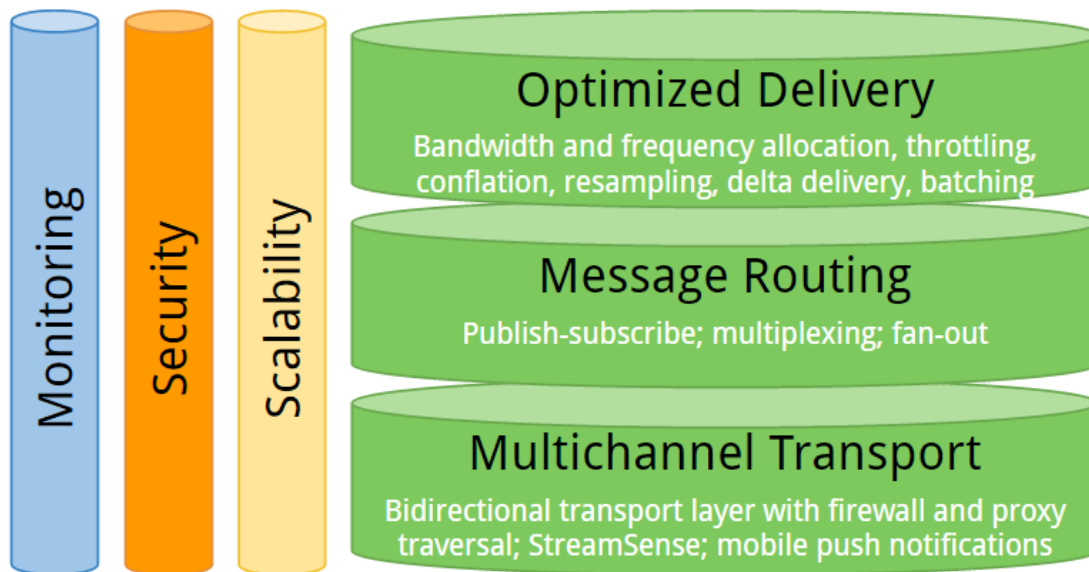 Monitoring
Security
Scalability
Optimized Delivery
Bandwidth and frequency allocation, throttling,
conflation, resampling, delta delivery, batching
Message Routing
Publish-subscribe; multiplexing; fan-out
Multichannel Transport
Bidirectional transport layer with firewall and proxy
traversal; StreamSense; mobile push notifications